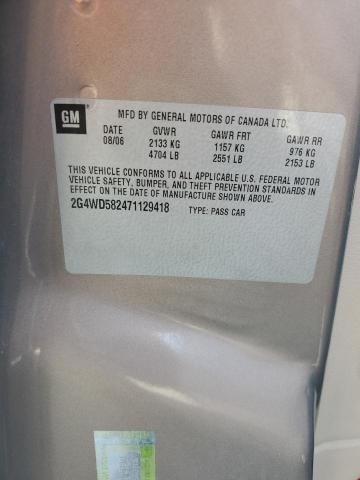 GM
MFD BY GENERAL MOTORS OF CANADA LTD.
DATE GVWR GAWR FRT GAWR RR
08/06 2133 KG 1157 KG 976 KG
4704 LB 2551 LB 2153 LB
THIS VEHICLE CONFORMS TO ALL APPLICABLE U.S. FEDERAL MOTOR
VEHICLE SAFETY, BUMPER, AND THEFT PREVENTION STANDARDS IN
EFFECT ON THE DATE OF MANUFACTURE SHOWN ABOVE.
2G4WD582471129418 TYPE: PASS CAR